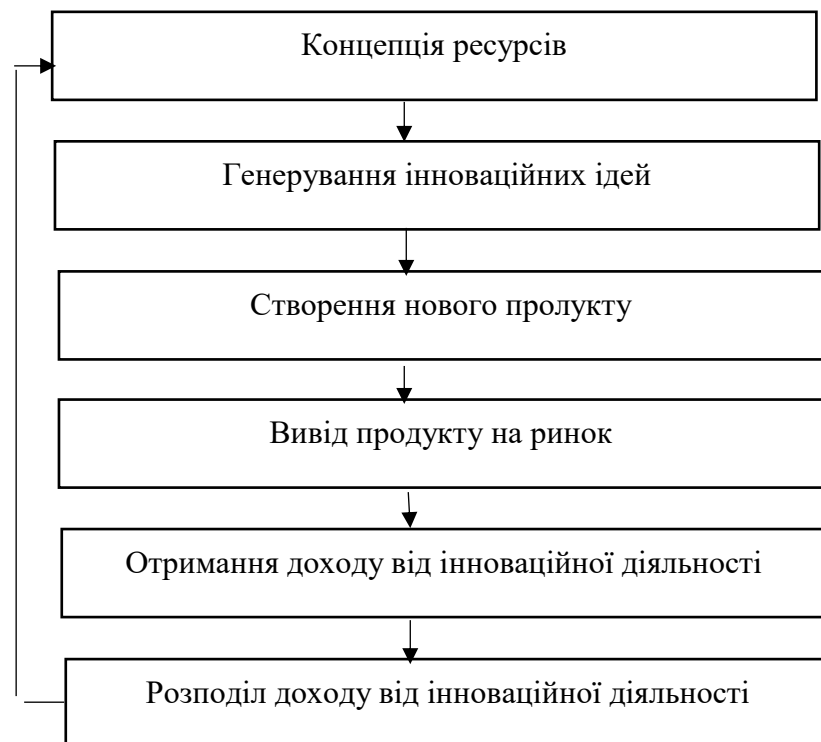 Концепція ресурсів
Генерування інноваційних ідей
Створення нового пролукту
Вивід продукту на ринок
Отримання доходу від інноваційної діяльності
Розподіл доходу від інноваційної діяльності